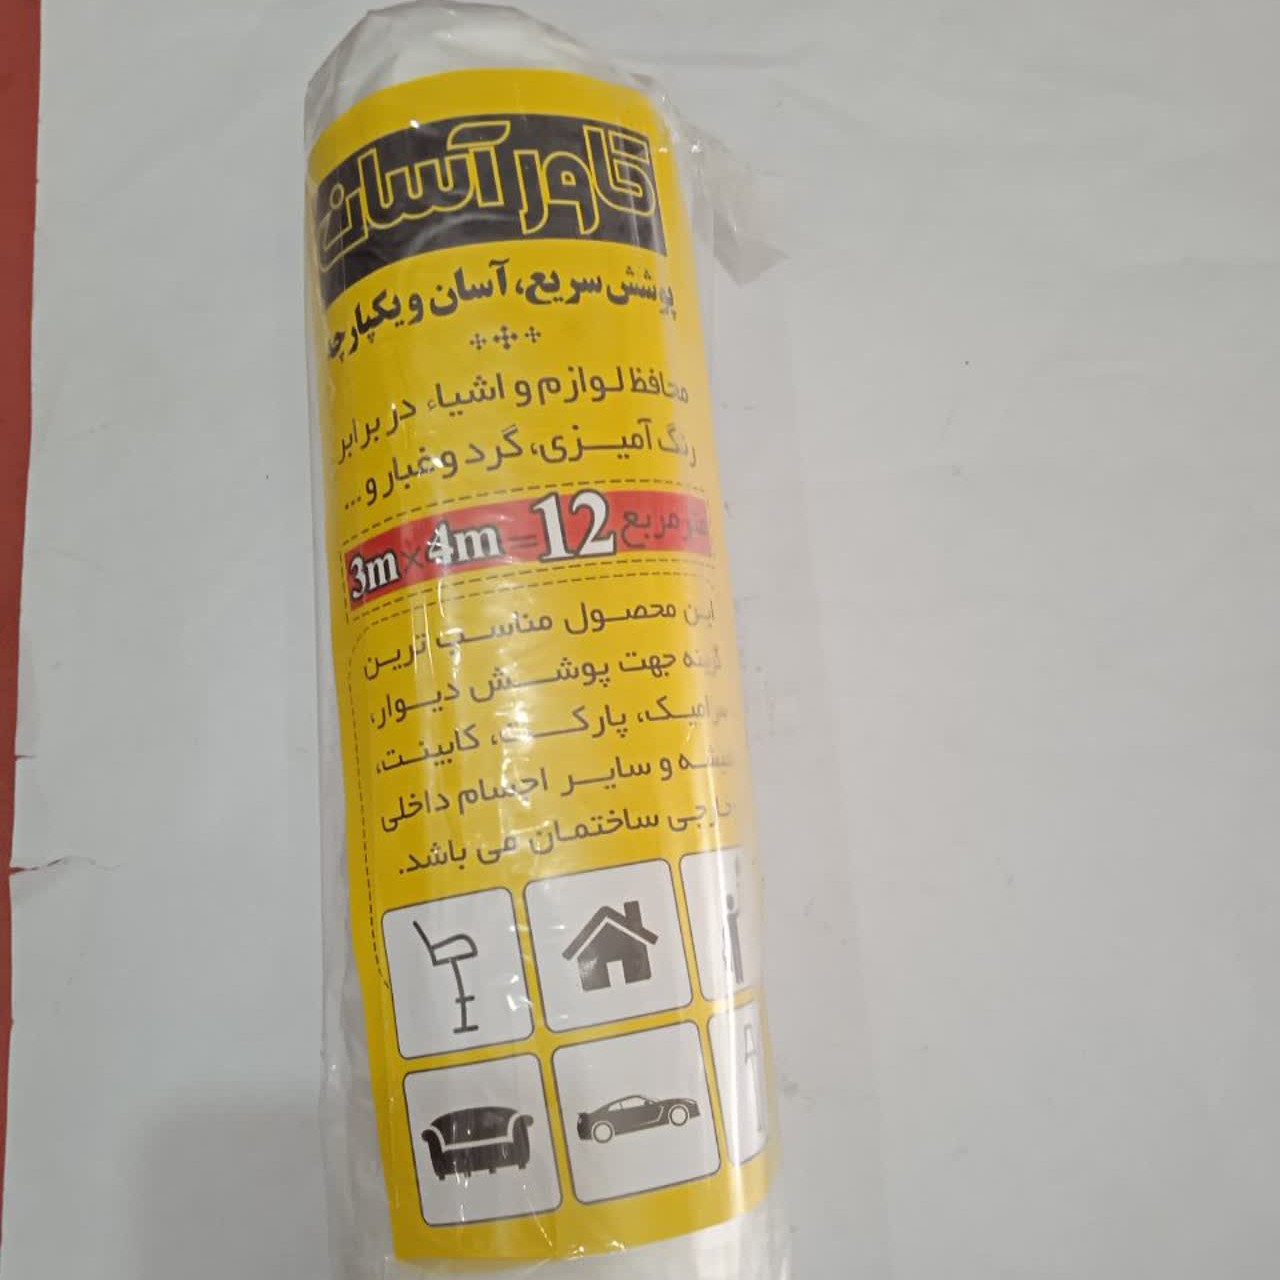 کاور آسان
پوشش سریع، آسان و یکپارچه
محافظ لوازم و اشیاء در برابر
رنگ آمیزی، گرد و غبار و...
3m × 4m = 12 متر مربع
این محصول مناسب ترین
گزینه جهت پوشش دیوار،
سرامیک، پارکت، کابینت،
شیشه و سایر اجسام داخلی
خارجی ساختمان می باشد.